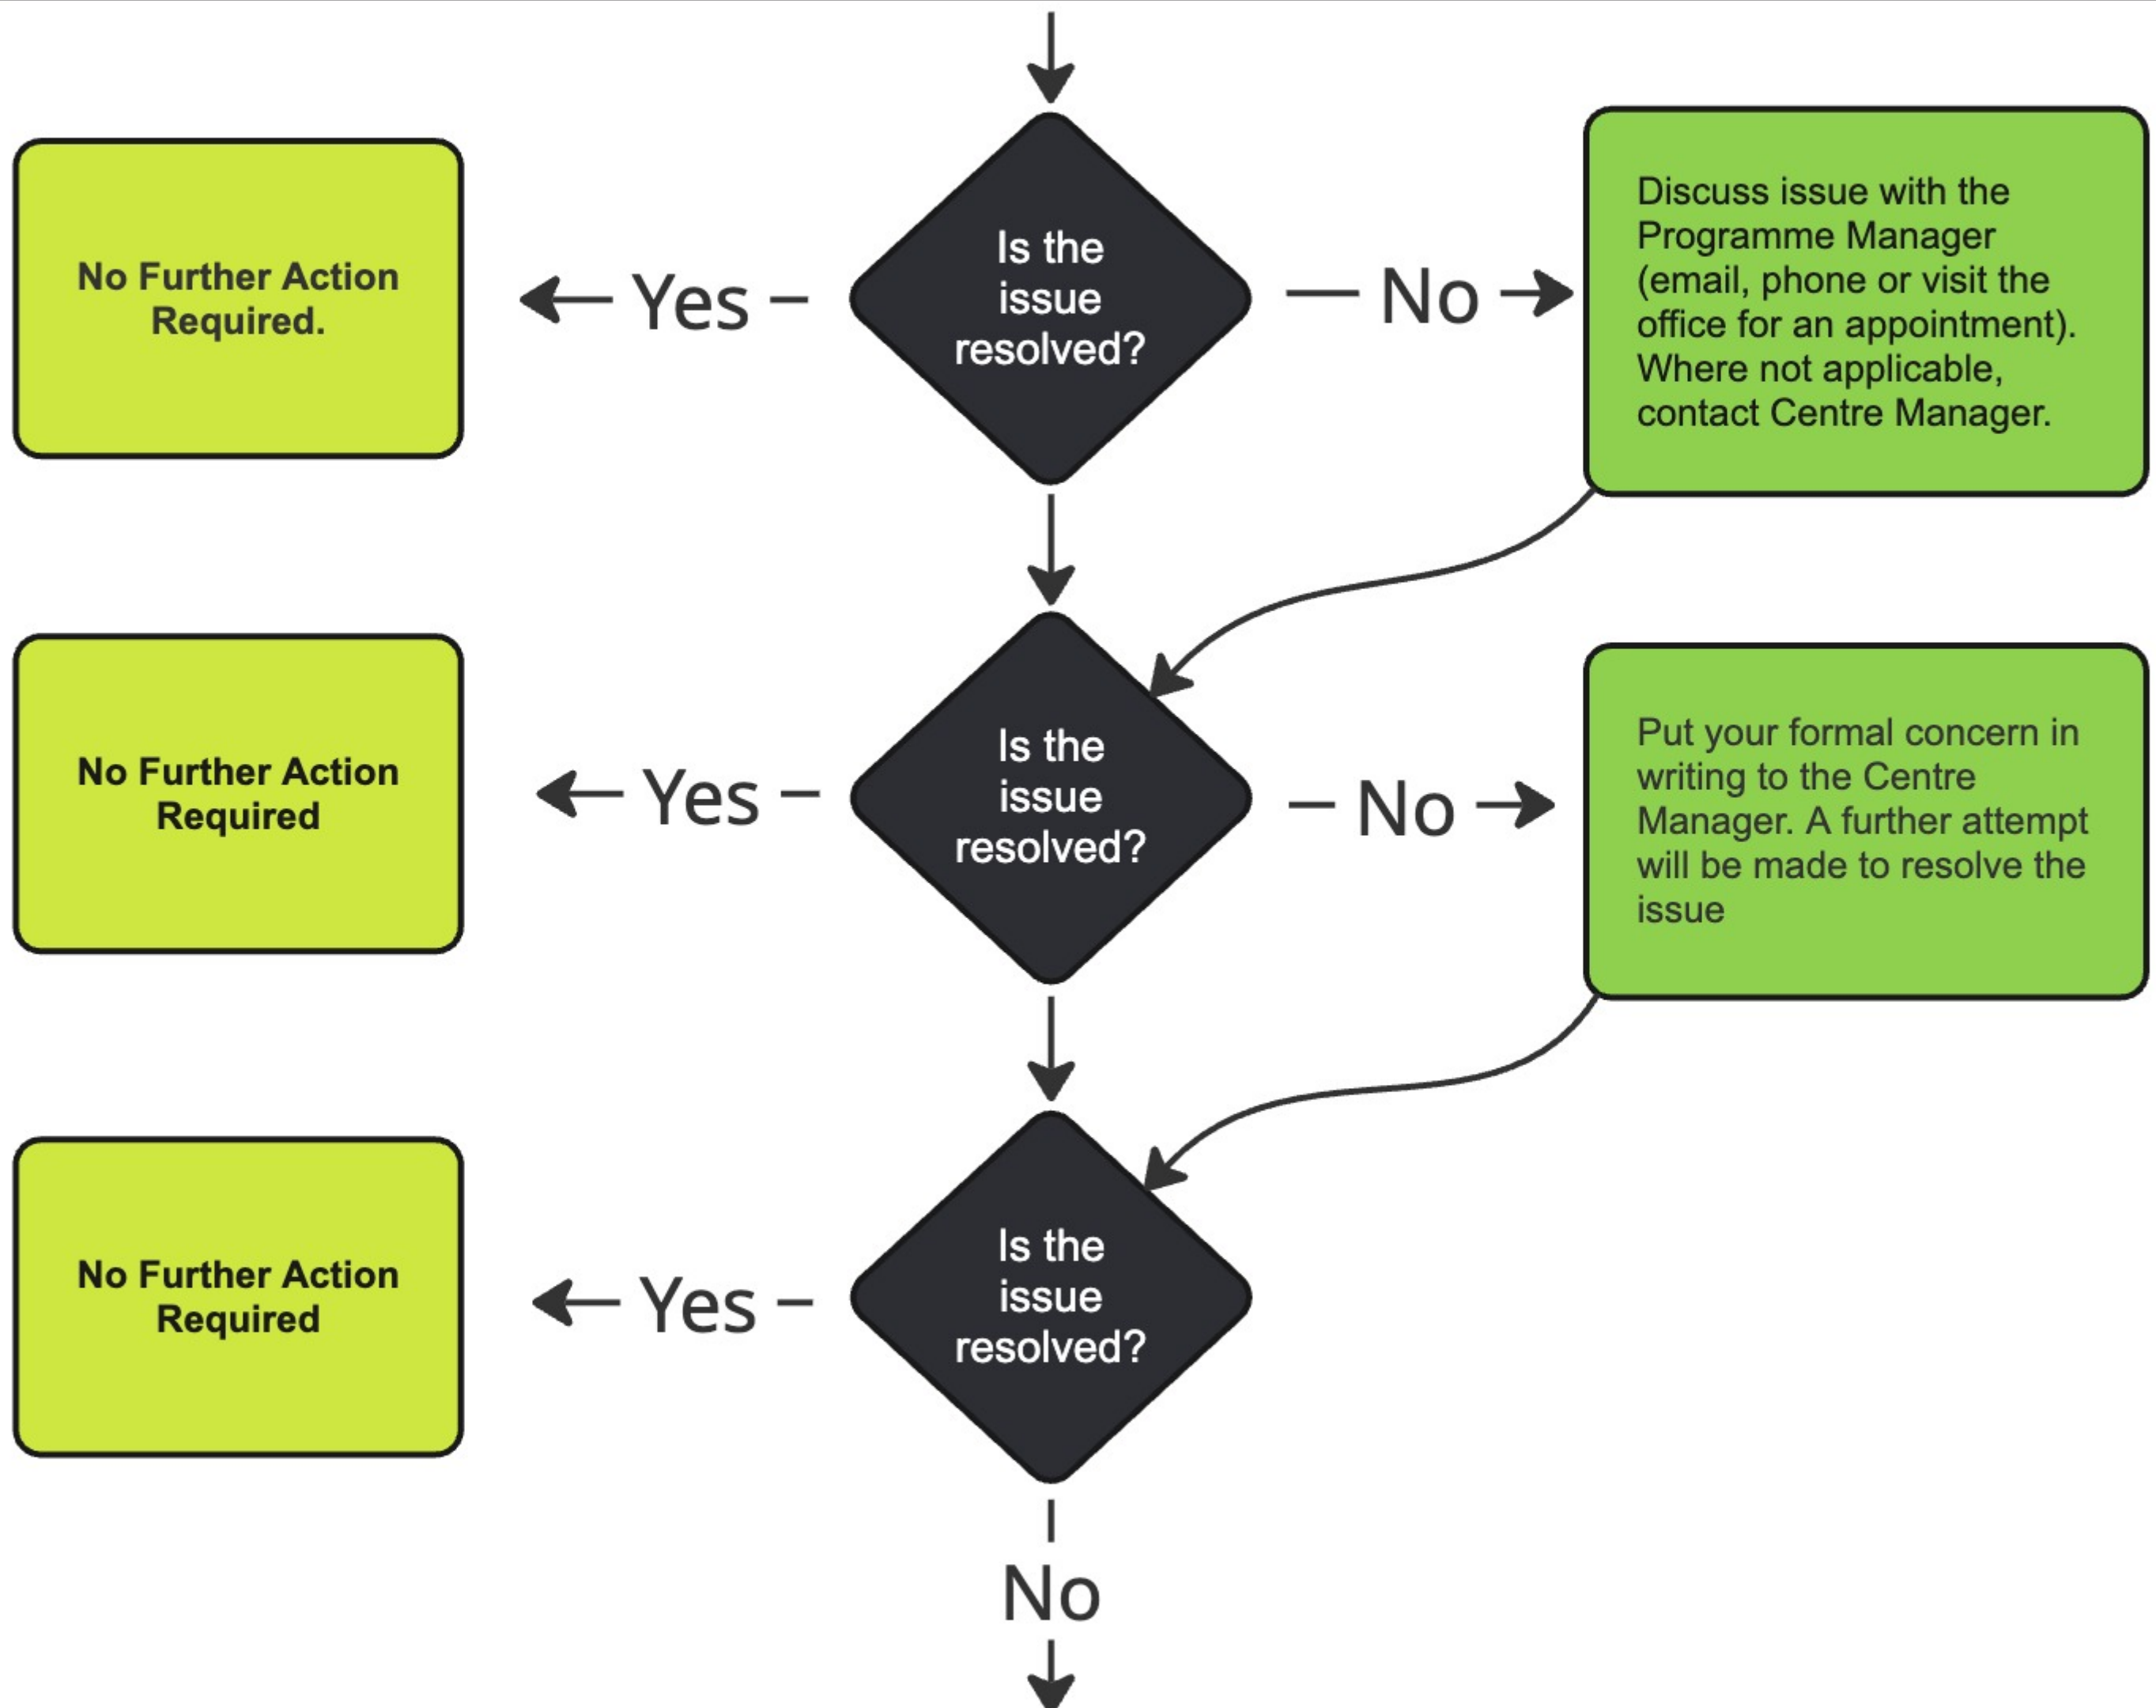 No Further Action
Required.
Yes
Is the
issue
resolved?
No
Discuss issue with the
Programme Manager
(email, phone or visit the
office for an appointment).
Where not applicable,
contact Centre Manager.
No Further Action
Required
Yes
Is the
issue
resolved?
No
Put your formal concern in
writing to the Centre
Manager. A further attempt
will be made to resolve the
issue
No Further Action
Required
Yes
Is the
issue
resolved?
No